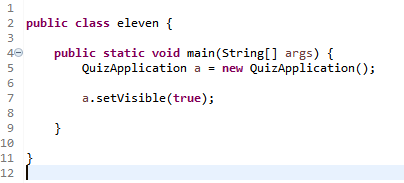 1
2 public class eleven {
3
4 public static void main(String[] args) {
5 QuizApplication a = new QuizApplication();
6
7 a.setVisible(true);
8
9 }
10
11 }
12